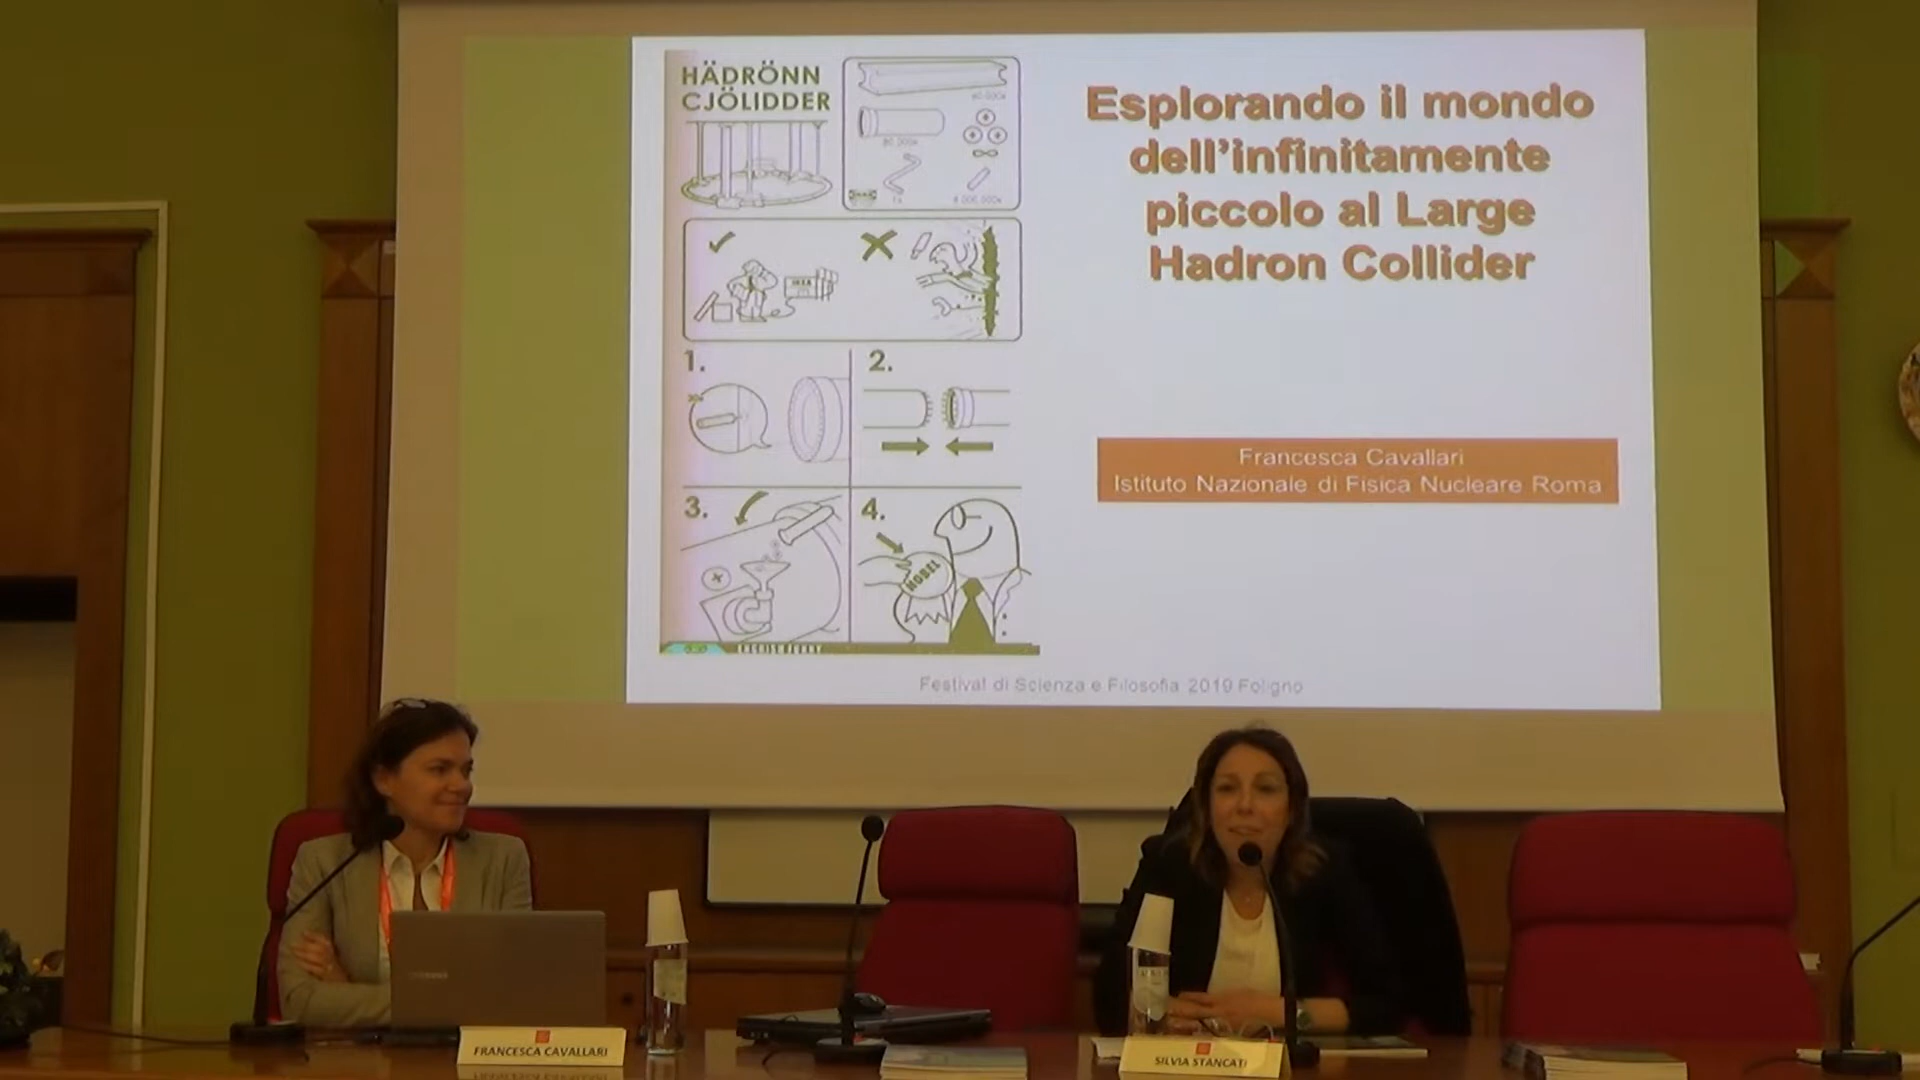 HÄDRÖNN
CJÖLIDDER
1.
2.
3.
4.
NOBEL
Esplorando il mondo
dell'infinitamente
piccolo al Large
Hadron Collider
Francesca Cavallari
Istituto Nazionale di Fisica Nucleare Roma
Festival di Scienza e Filosofia 2019 Foligno
FRANCESCA CAVALLARI
SILVIA STANCATI